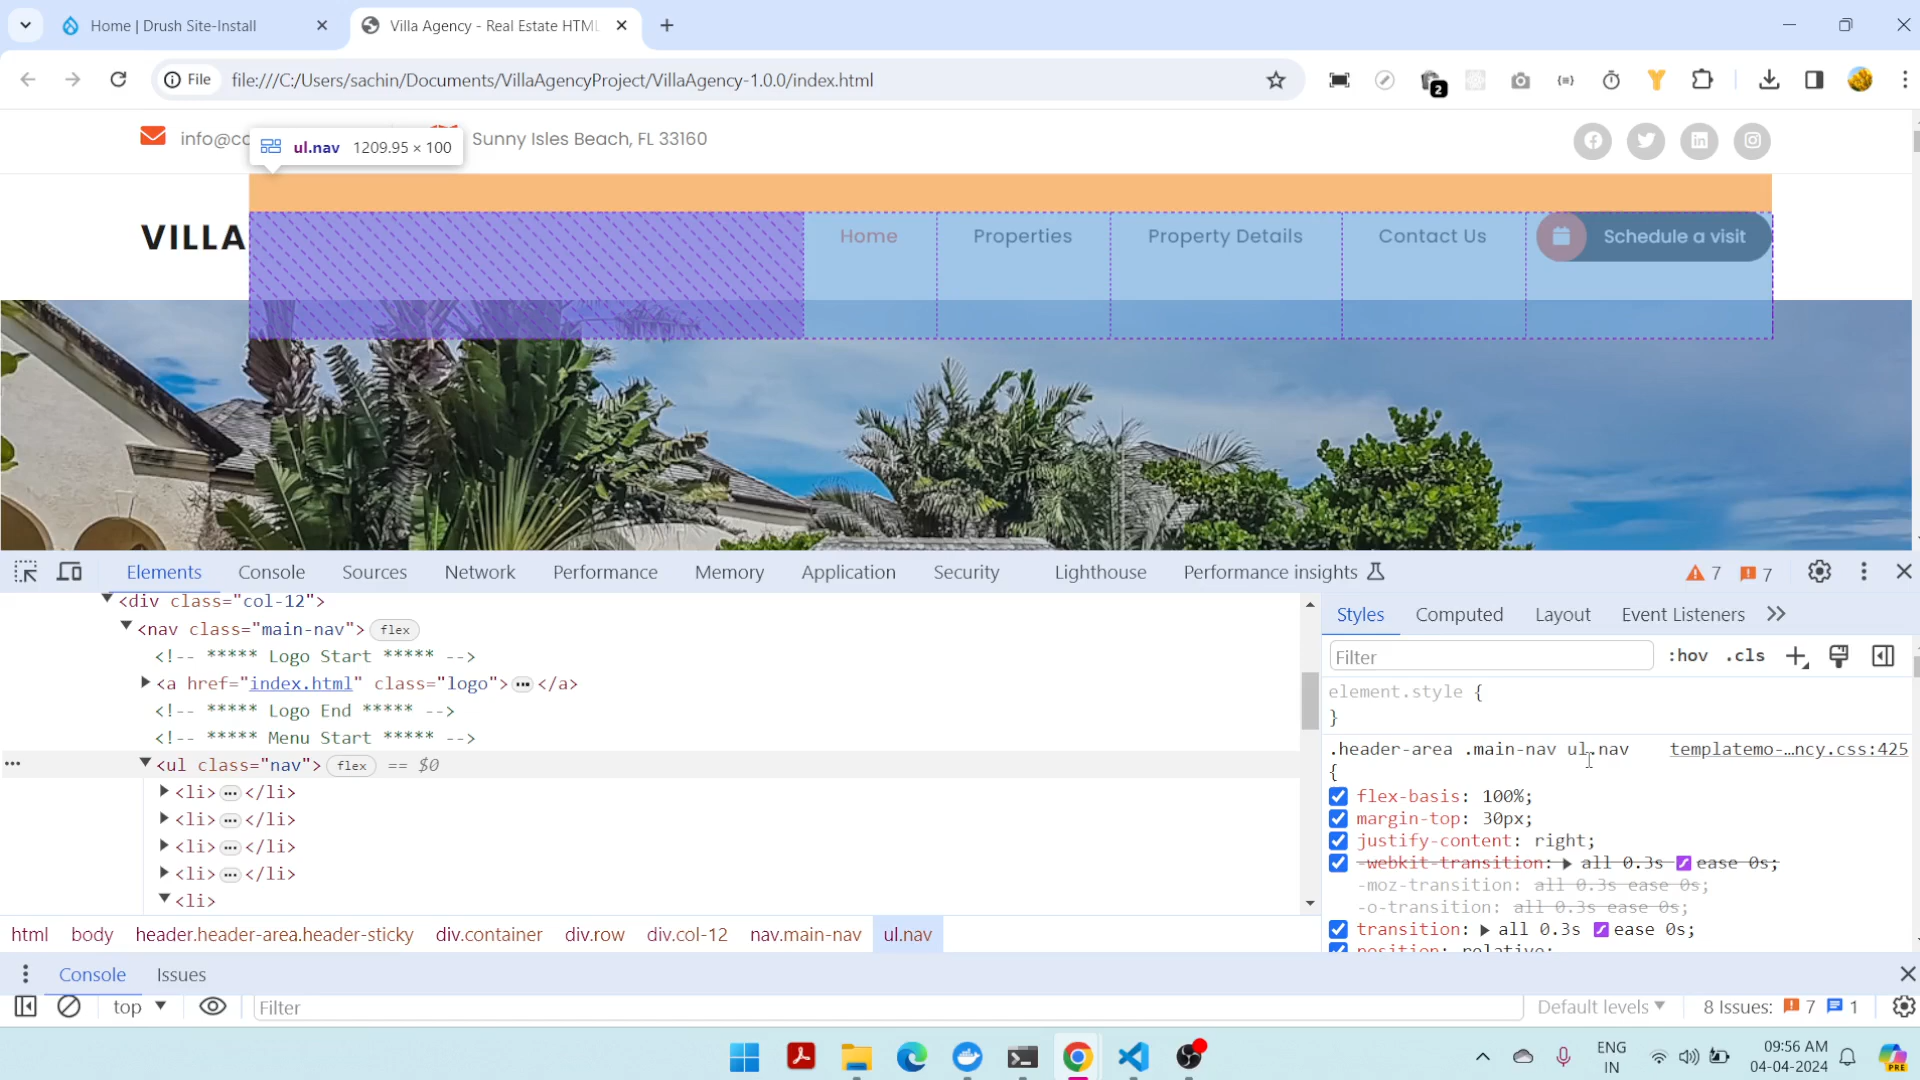 Home | Drush Site-Install
Villa Agency - Real Estate HTML
File
file:///C:/Users/sachin/Documents/VillaAgencyProject/VillaAgency-1.0.0/index.html
2
info@co
ul.nav 1209.95 × 100
Sunny Isles Beach, FL 33160
VILLA
Home
Properties
Property Details
Contact Us
Schedule a visit
Elements Console Sources Network Performance Memory Application Security Lighthouse Performance insights
7
7
<div class="col-12">
<nav class="main-nav"> flex
<!-- ***** Logo Start ***** -->
<a href="index.html" class="logo"> ••• </a>
<!-- ***** Logo End ***** -->
<!-- ***** Menu Start ***** -->
••• <ul class="nav"> flex == $0
<li> ••• </li>
<li> ••• </li>
<li> ••• </li>
<li> ••• </li>
<li>
html body header.header-area.header-sticky div.container div.row div.col-12 nav.main-nav ul.nav
Styles Computed Layout Event Listeners
Filter
:hov .cls
element.style {
}
.header-area .main-nav ul.nav templatemo-…ncy.css:425
{
flex-basis: 100%;
margin-top: 30px;
justify-content: right;
-webkit-transition: all 0.3s ease 0s;
-moz-transition: all 0.3s ease 0s;
-o-transition: all 0.3s ease 0s;
transition: all 0.3s ease 0s;
position: relative;
Console Issues
top
Filter
Default levels
8 Issues: 7 1
ENG
IN
09:56 AM
04-04-2024
PRE